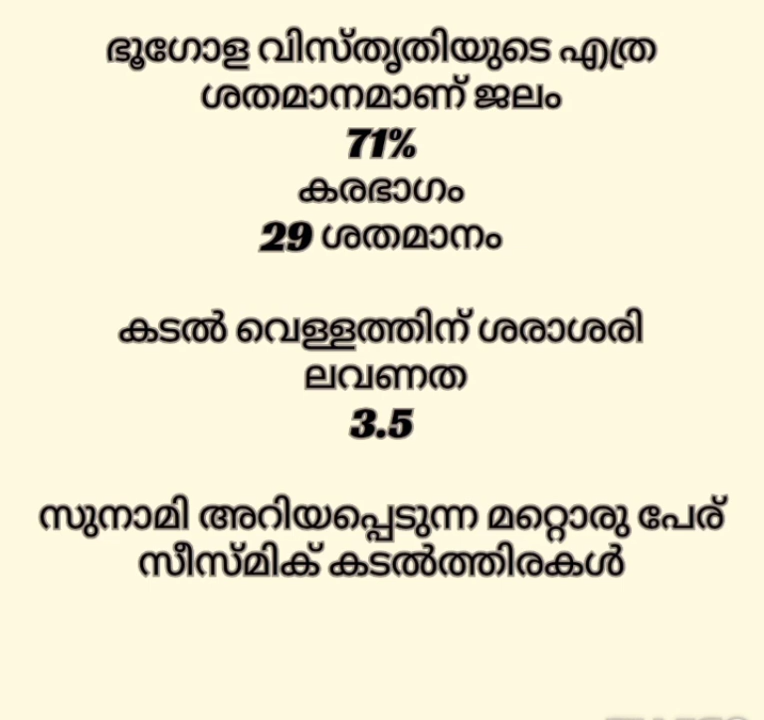 ഭൂഗോള വിസ്തൃതിയുടെ എത്ര
ശതമാനമാണ് ജലം
71%
കരഭാഗം
29 ശതമാനം
കടൽ വെള്ളത്തിന് ശരാശരി
ലവണത
3.5
സുനാമി അറിയപ്പെടുന്ന മറ്റൊരു പേര്
സീസ്മിക് കടൽത്തിരകൾ